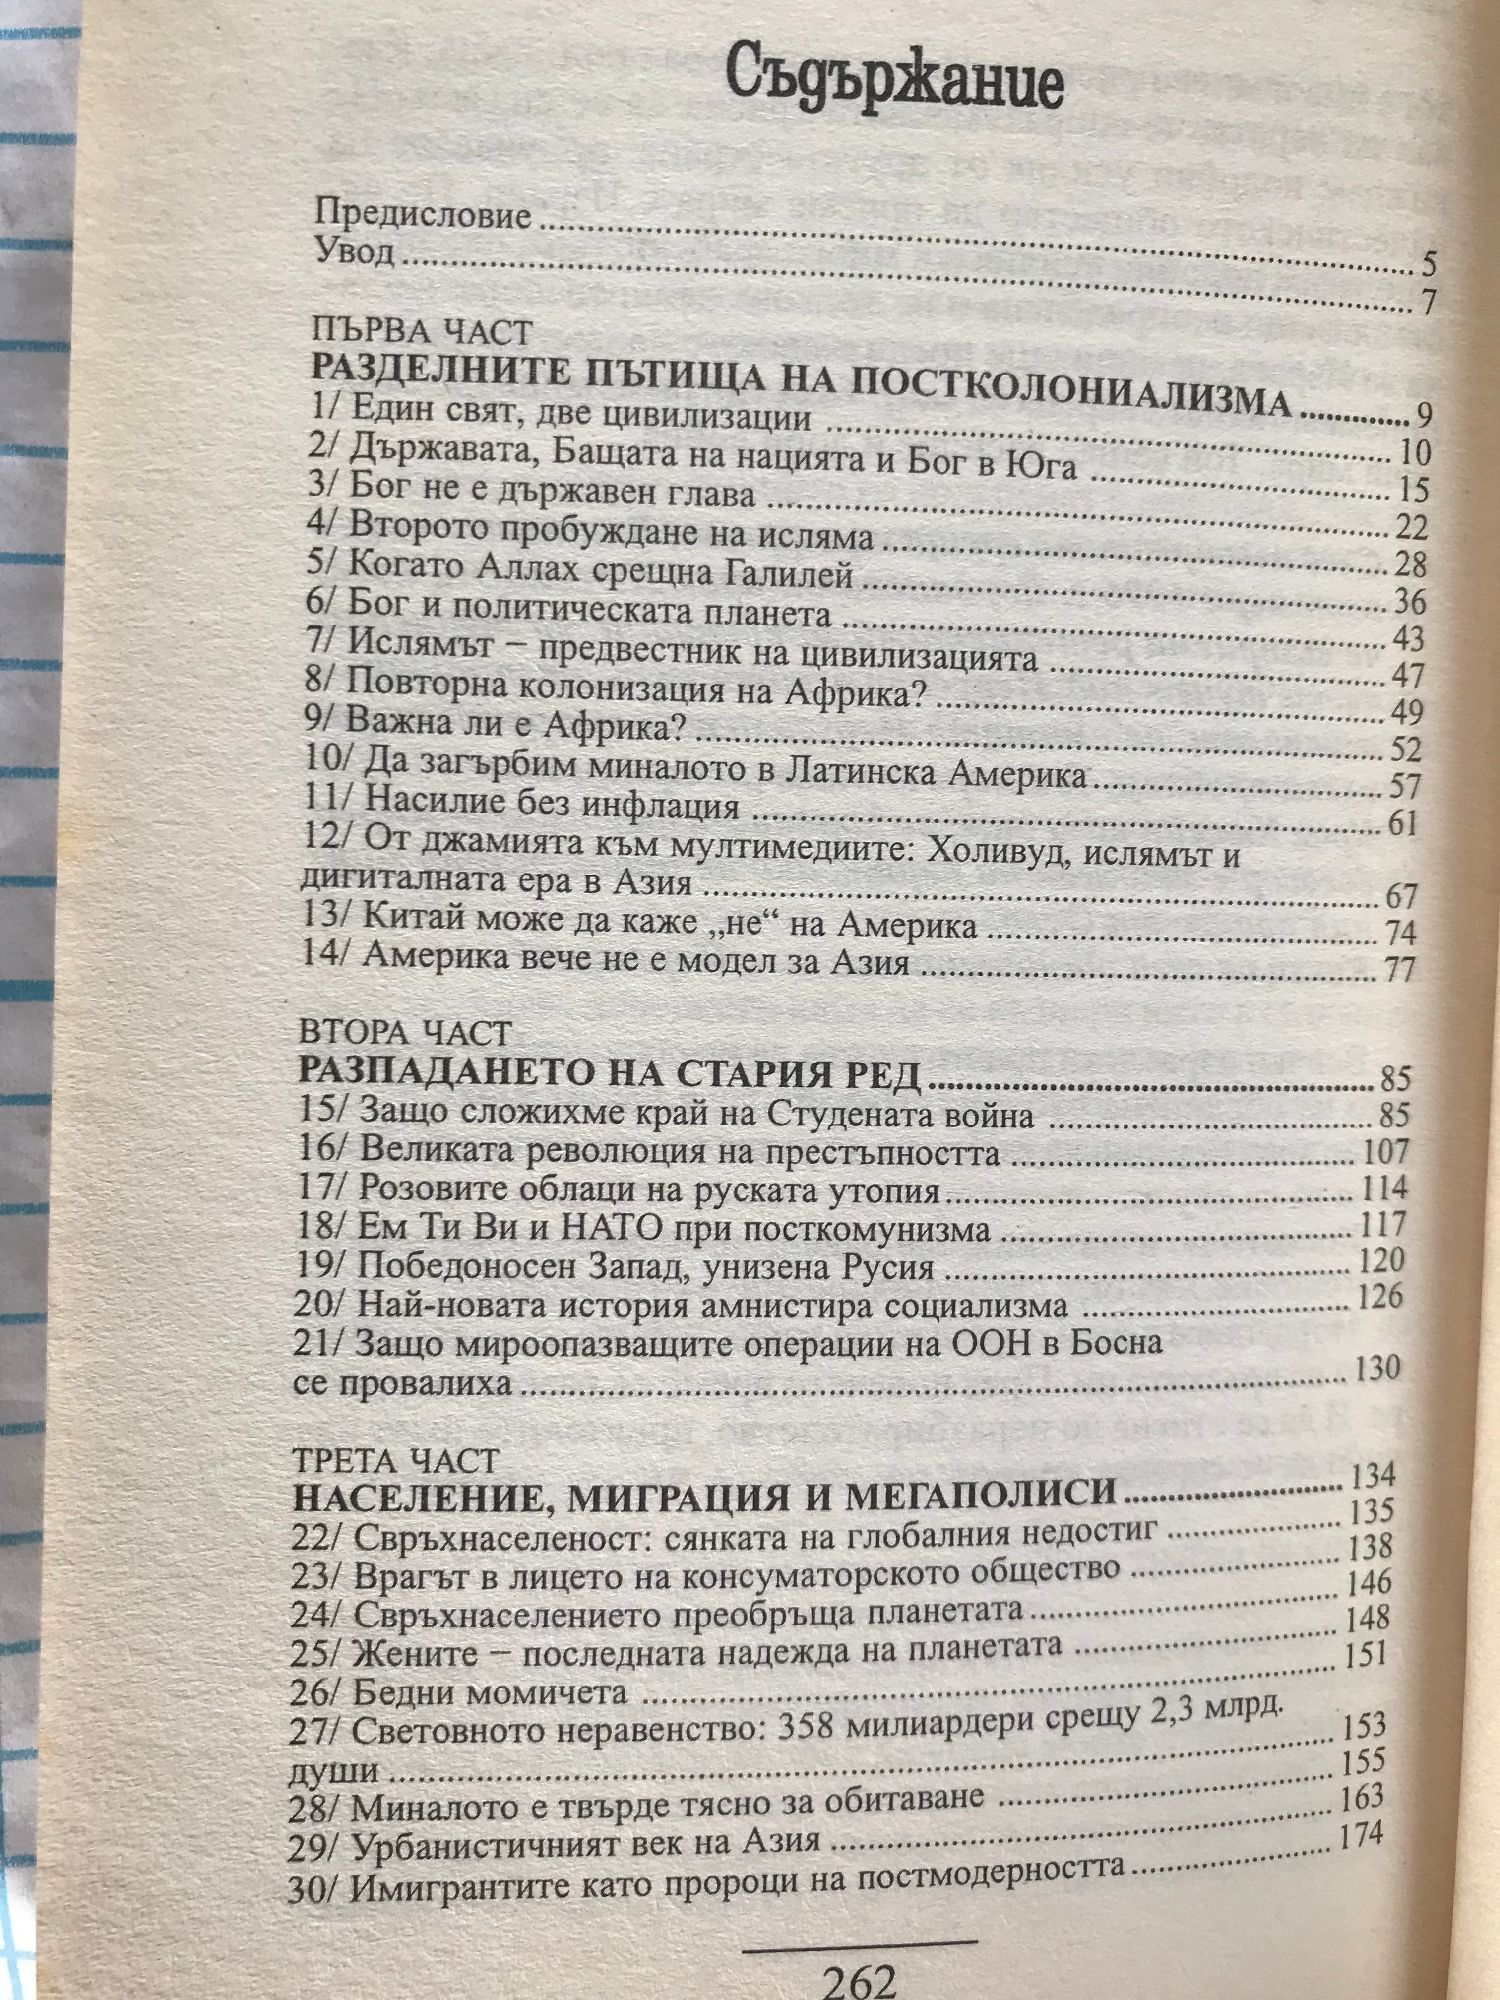 Съдържание
Предисловие ... 5
Увод ... 7
ПЪРВА ЧАСТ
РАЗДЕЛНИТЕ ПЪТИЩА НА ПОСТКОЛОНИАЛИЗМА ... 9
1/ Един свят, две цивилизации ... 10
2/ Държавата, Бащата на нацията и Бог в Юга ... 15
3/ Бог не е държавен глава ... 22
4/ Второто пробуждане на исляма ... 28
5/ Когато Аллах срещна Галилей ... 36
6/ Бог и политическата планета ... 43
7/ Ислямът – предвестник на цивилизацията ... 47
8/ Повторна колонизация на Африка? ... 49
9/ Важна ли е Африка? ... 52
10/ Да загърбим миналото в Латинска Америка ... 57
11/ Насилие без инфлация ... 61
12/ От джамията към мултимедиите: Холивуд, ислямът и
дигиталната ера в Азия ... 67
13/ Китай може да каже „не“ на Америка ... 74
14/ Америка вече не е модел за Азия ... 77
ВТОРА ЧАСТ
РАЗПАДАНЕТО НА СТАРИЯ РЕД ... 85
15/ Защо сложихме край на Студената война ... 85
16/ Великата революция на престъпността ... 107
17/ Розовите облаци на руската утопия ... 114
18/ Ем Ти Ви и НАТО при посткомунизма ... 117
19/ Победоносен Запад, унизена Русия ... 120
20/ Най-новата история амнистира социализма ... 126
21/ Защо мироопазващите операции на ООН в Босна
се провалиха ... 130
ТРЕТА ЧАСТ
НАСЕЛЕНИЕ, МИГРАЦИЯ И МЕГАПОЛИСИ ... 134
22/ Свръхнаселеност: сянката на глобалния недостиг ... 135
23/ Врагът в лицето на консуматорското общество ... 138
24/ Свръхнаселението преобръща планетата ... 146
25/ Жените – последната надежда на планетата ... 148
26/ Бедни момичета ... 151
27/ Световното неравенство: 358 милиардери срещу 2,3 млрд.
души ... 153
28/ Миналото е твърде тясно за обитаване ... 155
29/ Урбанистичният век на Азия ... 163
30/ Имигрантите като пророци на постмодерността ... 174
262